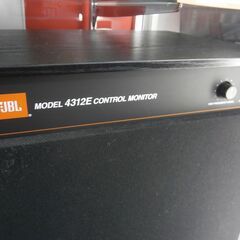 JBL
MODEL 4312E CONTROL MONITOR